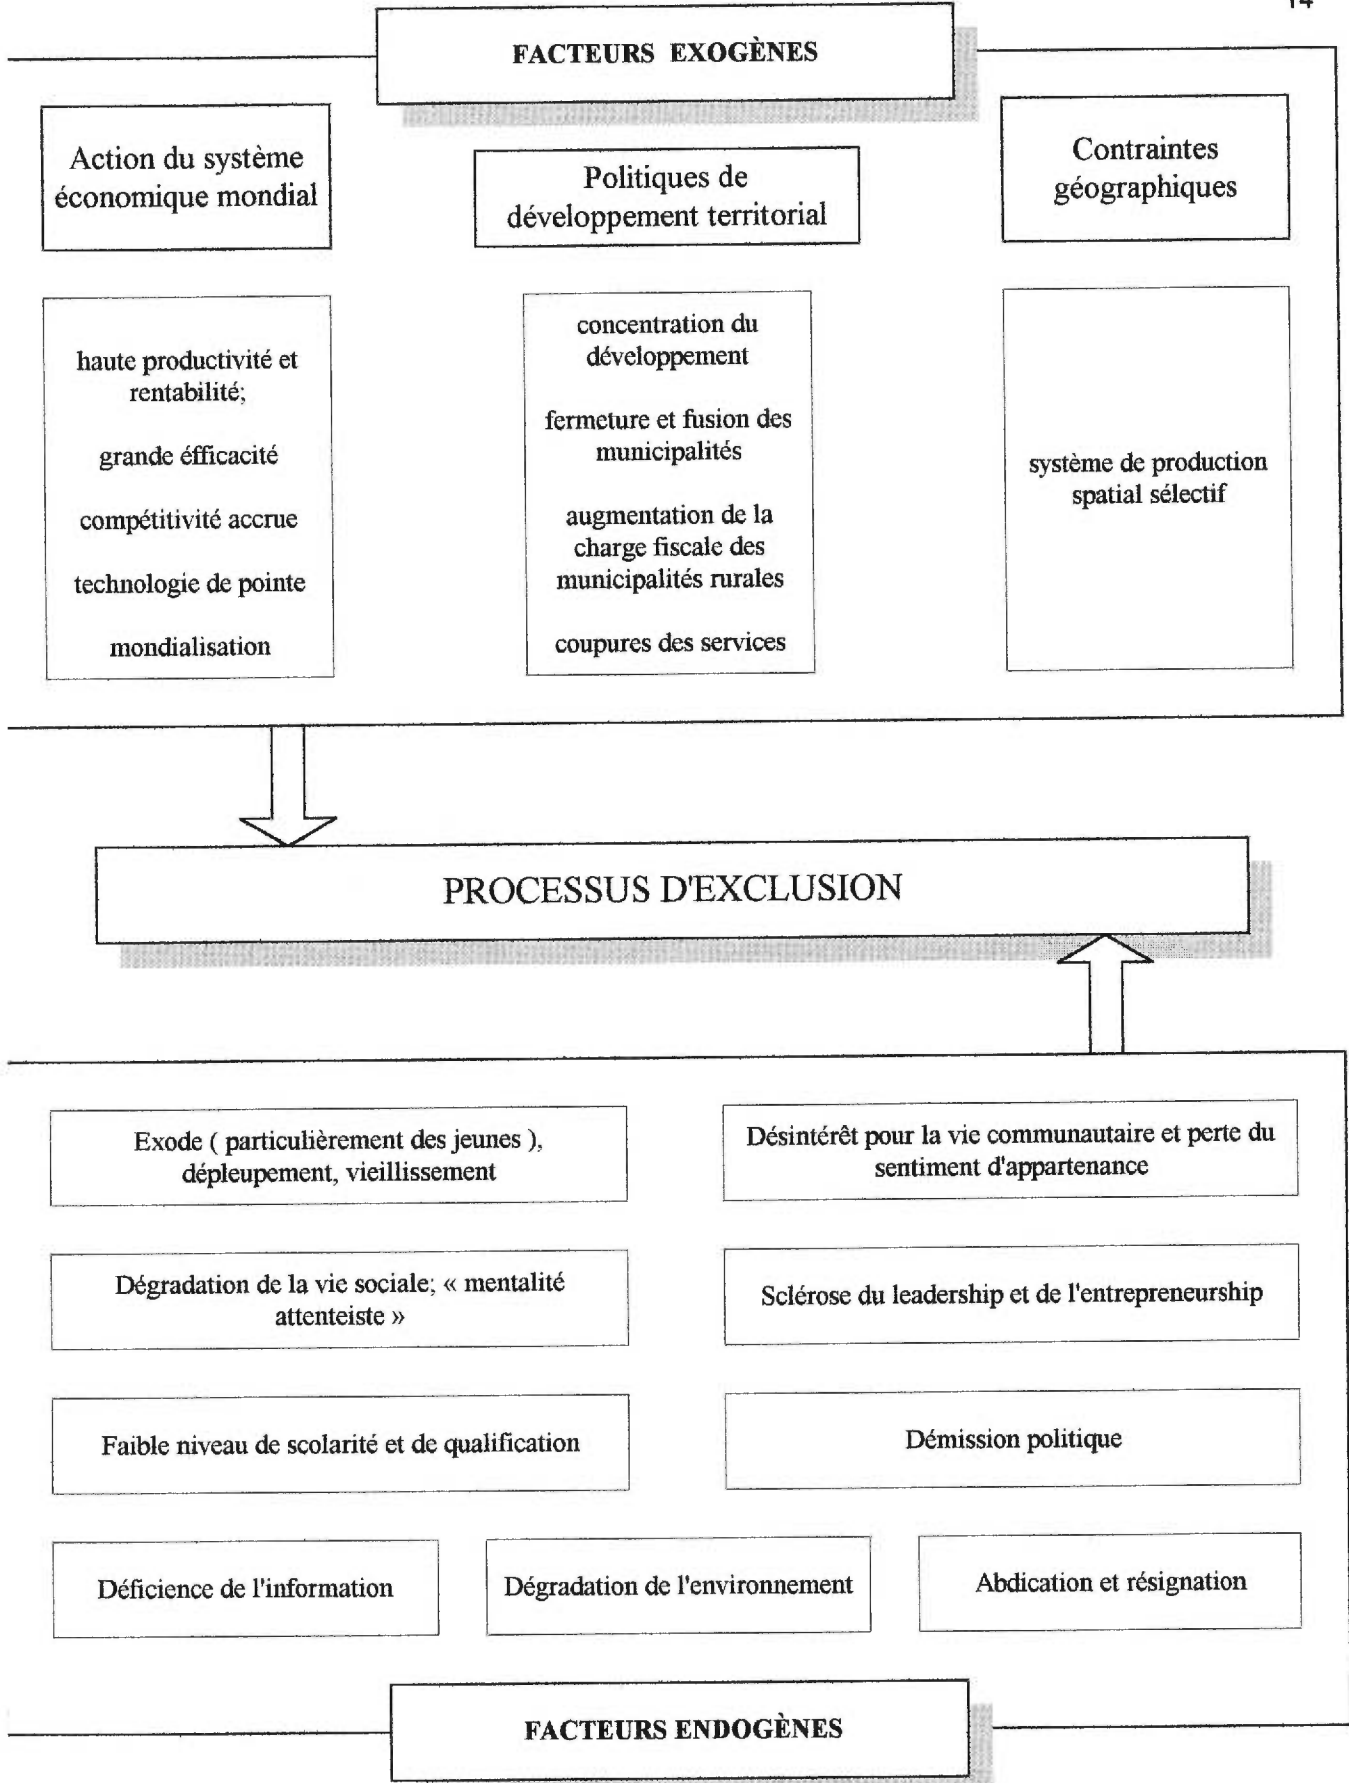 14
FACTEURS EXOGÈNES
Action du système
économique mondial
Politiques de
développement territorial
Contraintes
géographiques
haute productivité et
rentabilité;
grande éfficacité
compétitivité accrue
technologie de pointe
mondialisation
concentration du
développement
fermeture et fusion des
municipalités
augmentation de la
charge fiscale des
municipalités rurales
coupures des services
système de production
spatial sélectif
PROCESSUS D'EXCLUSION
Exode ( particulièrement des jeunes ),
dépleupement, vieillissement
Désintérêt pour la vie communautaire et perte du
sentiment d'appartenance
Dégradation de la vie sociale; « mentalité
attenteiste »
Sclérose du leadership et de l'entrepreneurship
Faible niveau de scolarité et de qualification
Démission politique
Déficience de l'information
Dégradation de l'environnement
Abdication et résignation
FACTEURS ENDOGÈNES